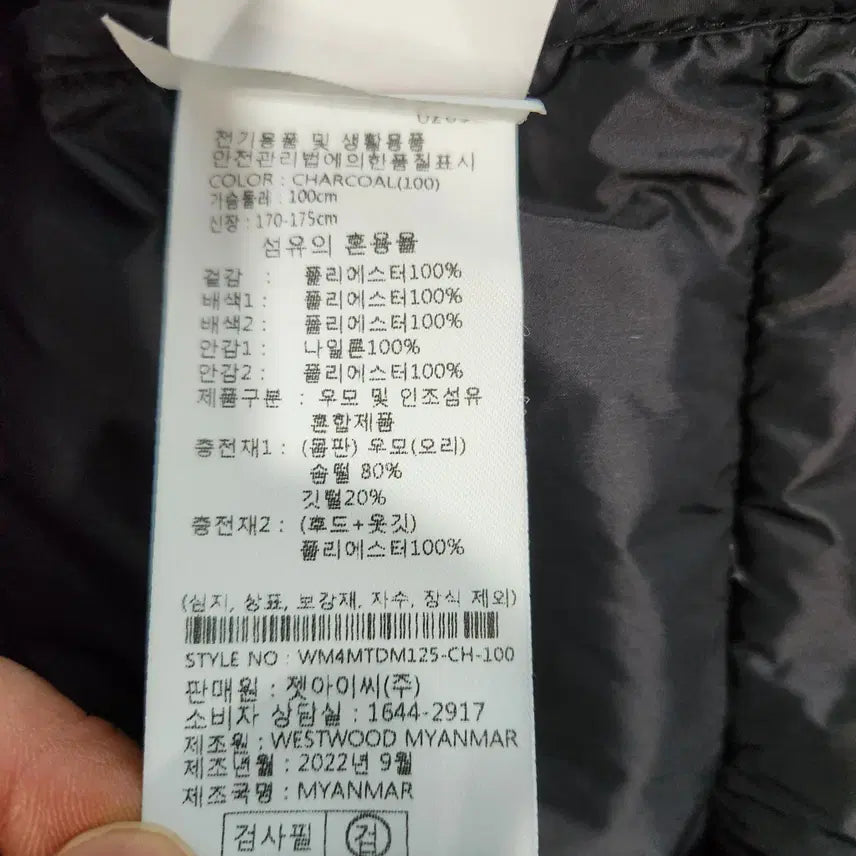 전기용품 및 생활용품
안전관리법에의한품질표시
COLOR : CHARCOAL(100)
가슴둘레 : 100cm
신장 : 170-175cm
섬유의 혼용율
겉감 : 폴리에스터100%
배색1 : 폴리에스터100%
배색2 : 폴리에스터100%
안감1 : 나일론100%
안감2 : 폴리에스터100%
제품구분 : 우모 및 인조섬유
혼합제품
충전재1 : (몸판) 우모(오리)
솜털 80%
깃털20%
충전재2 : (후드+옷깃)
폴리에스터100%
(심지, 상표, 보강재, 자수, 장식 제외)
STYLE NO : WM4MTDM125-CH-100
판매원 : 젯아이씨(주)
소비자 상담실 : 1644-2917
제조원 : WESTWOOD MYANMAR
제조년월 : 2022년 9월
제조국명 : MYANMAR
검사필 검